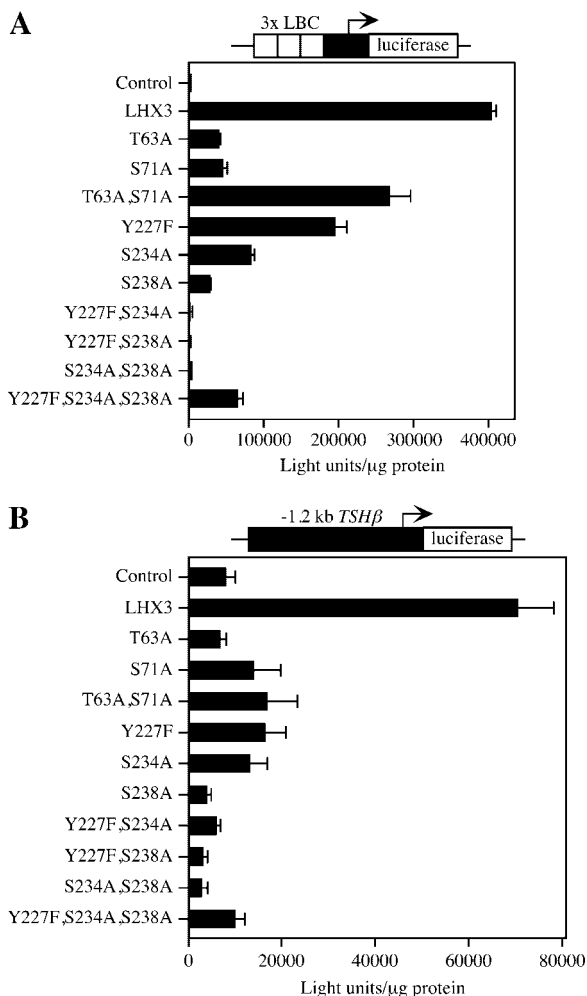 A
3x LBC
luciferase
Control
LHX3
T63A
S71A
T63A,S71A
Y227F
S234A
S238A
Y227F,S234A
Y227F,S238A
S234A,S238A
Y227F,S234A,S238A
0 100000 200000 300000 400000
Light units/μg protein
B
-1.2 kb TSHβ
luciferase
Control
LHX3
T63A
S71A
T63A,S71A
Y227F
S234A
S238A
Y227F,S234A
Y227F,S238A
S234A,S238A
Y227F,S234A,S238A
0 20000 40000 60000 80000
Light units/μg protein